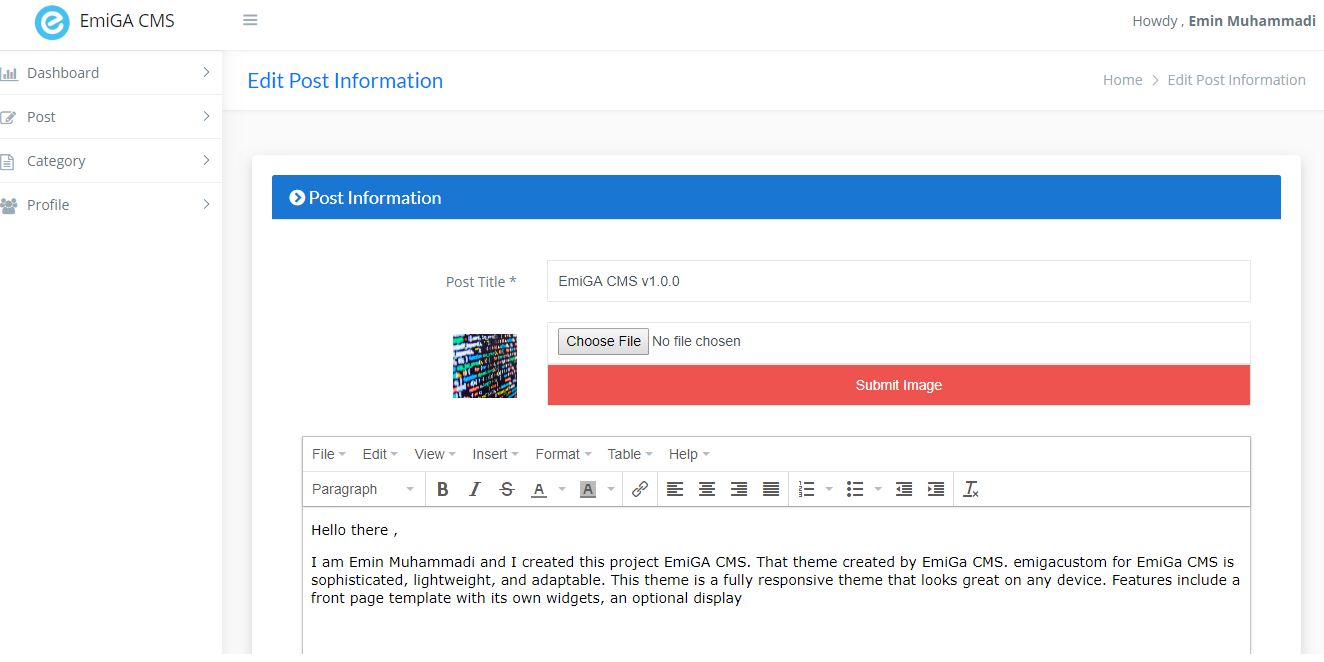 EmiGA CMS
Howdy , Emin Muhammadi
Dashboard
Post
Category
Profile
Edit Post Information
Home > Edit Post Information
Post Information
Post Title *
EmiGA CMS v1.0.0
Choose File No file chosen
Submit Image
File Edit View Insert Format Table Help
Paragraph B I S A A
Hello there ,
I am Emin Muhammadi and I created this project EmiGA CMS. That theme created by EmiGa CMS. emigacustom for EmiGa CMS is
sophisticated, lightweight, and adaptable. This theme is a fully responsive theme that looks great on any device. Features include a
front page template with its own widgets, an optional display